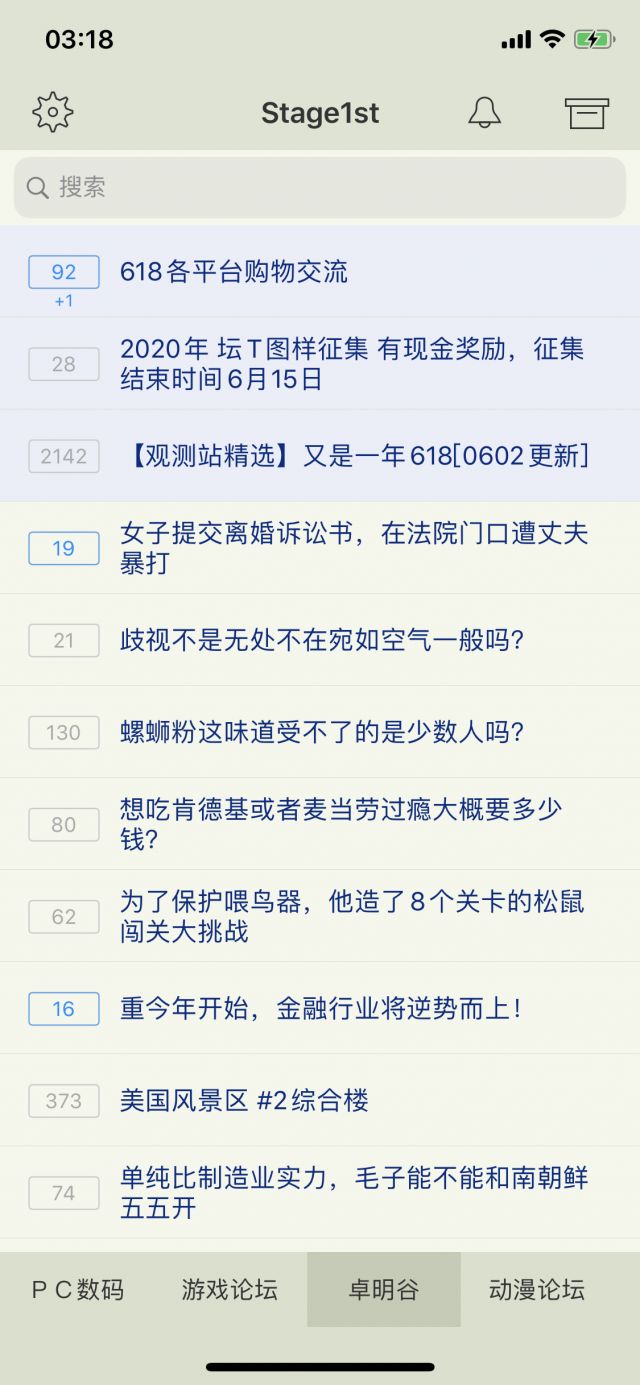 03:18
Stage1st
搜索
92
+1
618各平台购物交流
28
2020年 坛T图样征集 有现金奖励，征集
结束时间6月15日
2142
【观测站精选】又是一年618[0602更新]
19
女子提交离婚诉讼书，在法院门口遭丈夫
暴打
21
歧视不是无处不在宛如空气一般吗?
130
螺蛳粉这味道受不了的是少数人吗?
80
想吃肯德基或者麦当劳过瘾大概要多少
钱?
62
为了保护喂鸟器，他造了8个关卡的松鼠
闯关大挑战
16
重今年开始，金融行业将逆势而上！
373
美国风景区 #2综合楼
74
单纯比制造业实力，毛子能不能和南朝鲜
五五开
ＰＣ数码
游戏论坛
卓明谷
动漫论坛